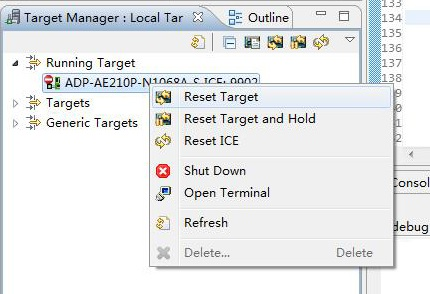 Target Manager : Local Tar
Outline
Running Target
ADP-AE210P-N1068A-S ICE: 9902
Targets
Generic Targets
Reset Target
Reset Target and Hold
Reset ICE
Shut Down
Open Terminal
Refresh
Delete... Delete
133
134
135
136
137
138
139
Consol
debug